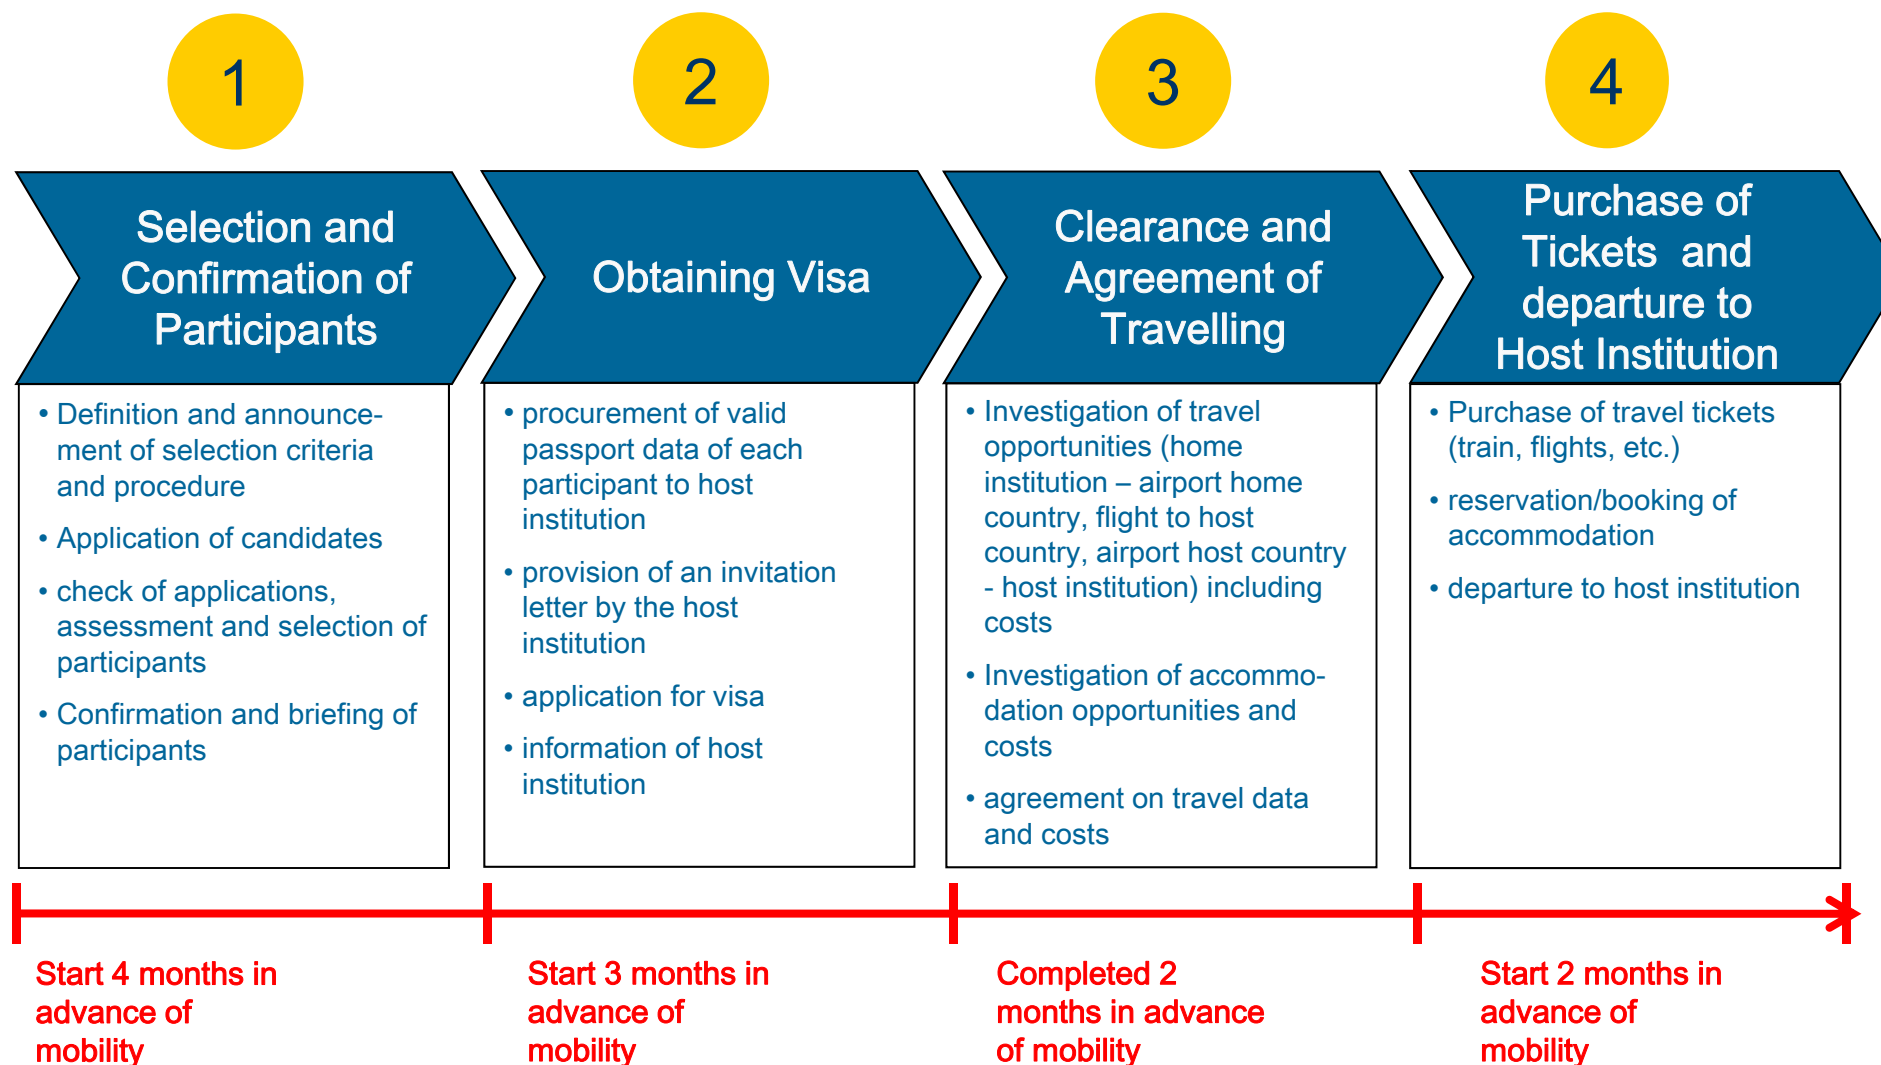 1
2
3
4
Selection and
Confirmation of
Participants
Obtaining Visa
Clearance and
Agreement of
Travelling
Purchase of
Tickets  and
departure to
Host Institution
• Definition and announce-
ment of selection criteria
and procedure
• Application of candidates
• check of applications,
assessment and selection of
participants
• Confirmation and briefing of
participants
• procurement of valid
passport data of each
participant to host
institution
• provision of an invitation
letter by the host
institution
• application for visa
• information of host
institution
• Investigation of travel
opportunities (home
institution – airport home
country, flight to host
country, airport host country
- host institution) including
costs
• Investigation of accommo-
dation opportunities and
costs
• agreement on travel data
and costs
• Purchase of travel tickets
(train, flights, etc.)
• reservation/booking of
accommodation
• departure to host institution
Start 4 months in
advance of
mobility
Start 3 months in
advance of
mobility
Completed 2
months in advance
of mobility
Start 2 months in
advance of
mobility